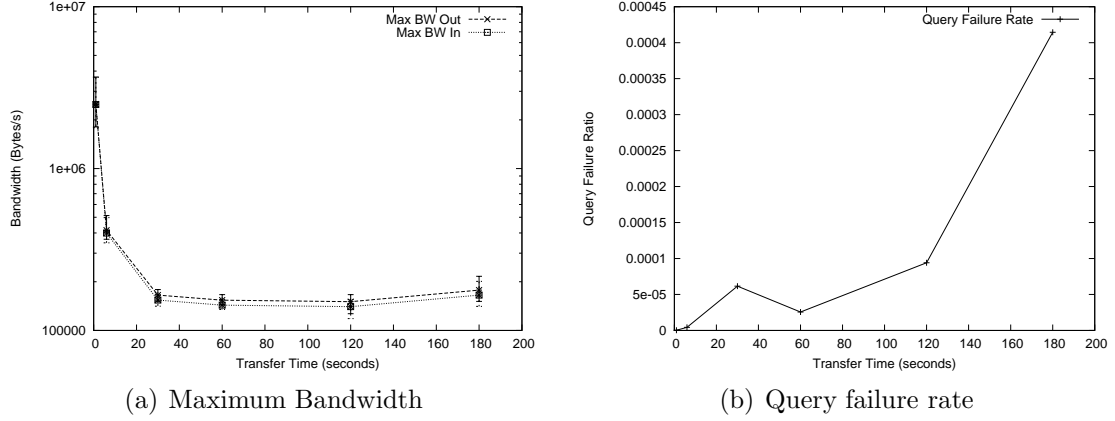 1e+07
1e+06
100000
Bandwidth (Bytes/s)
Max BW Out
Max BW In
0 20 40 60 80 100 120 140 160 180 200
Transfer Time (seconds)
(a) Maximum Bandwidth
0.00045
0.0004
0.00035
0.0003
0.00025
0.0002
0.00015
0.0001
5e-05
0
Query Failure Ratio
Query Failure Rate
0 20 40 60 80 100 120 140 160 180 200
Transfer Time (seconds)
(b) Query failure rate